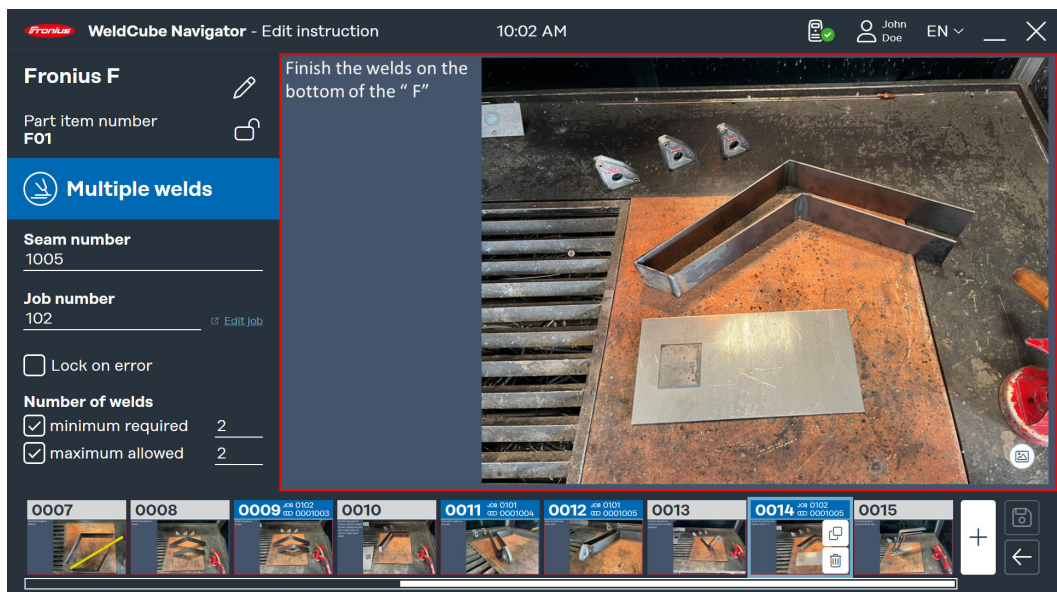 Fronius WeldCube Navigator - Edit instruction 10:02 AM John Doe EN
Fronius F
Part item number
F01
Multiple welds
Seam number
1005
Job number
102 Edit job
Lock on error
Number of welds
minimum required 2
maximum allowed 2
Finish the welds on the
bottom of the “ F”
0007
0008
0009 JOB 0102 0001003
0010
0011 JOB 0101 0001004
0012 JOB 0101 0001005
0013
0014 JOB 0102 0001005
0015
+